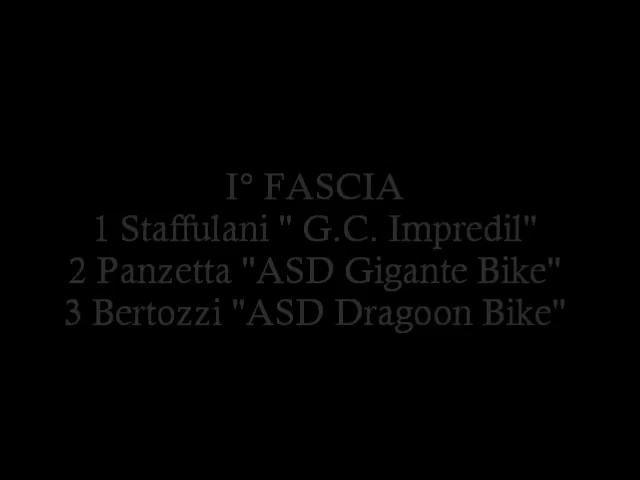 I° FASCIA
1 Staffulani " G.C. Impredil"
2 Panzetta "ASD Gigante Bike"
3 Bertozzi "ASD Dragoon Bike"